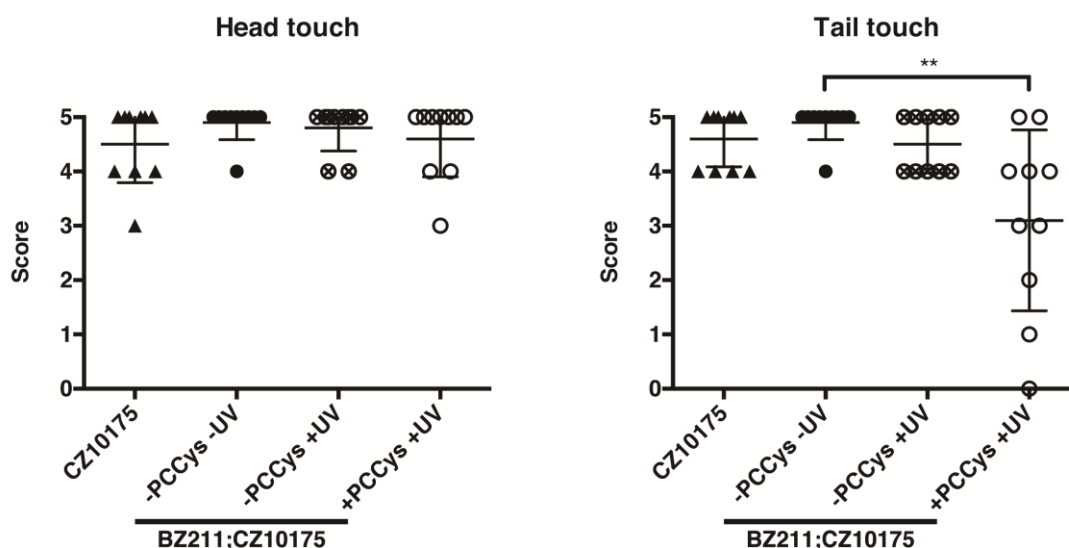 Head touch
Score
5
4
3
2
1
0
CZ10175
-PCCys -UV
-PCCys +UV
+PCCys +UV
BZ211;CZ10175
Tail touch
**
Score
5
4
3
2
1
0
CZ10175
-PCCys -UV
-PCCys +UV
+PCCys +UV
BZ211;CZ10175